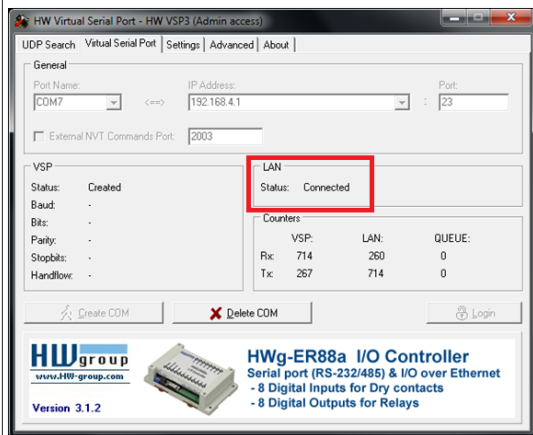 HW Virtual Serial Port - HW VSP3 (Admin access)
UDP Search Virtual Serial Port Settings Advanced About
General
Port Name: IP Address: Port:
COM7 <==> 192.168.4.1 : 23
External NVT Commands Port: 2003
VSP
Status: Created
Baud: -
Bits: -
Parity: -
Stopbits: -
Handflow: -
LAN
Status: Connected
Counters
VSP: LAN: QUEUE:
Rx: 714 260 0
Tx: 267 714 0
Create COM Delete COM Login
HW group
www.HW-group.com
Version 3.1.2
HWg-ER88a I/O Controller
Serial port (RS-232/485) & I/O over Ethernet
- 8 Digital Inputs for Dry contacts
- 8 Digital Outputs for Relays